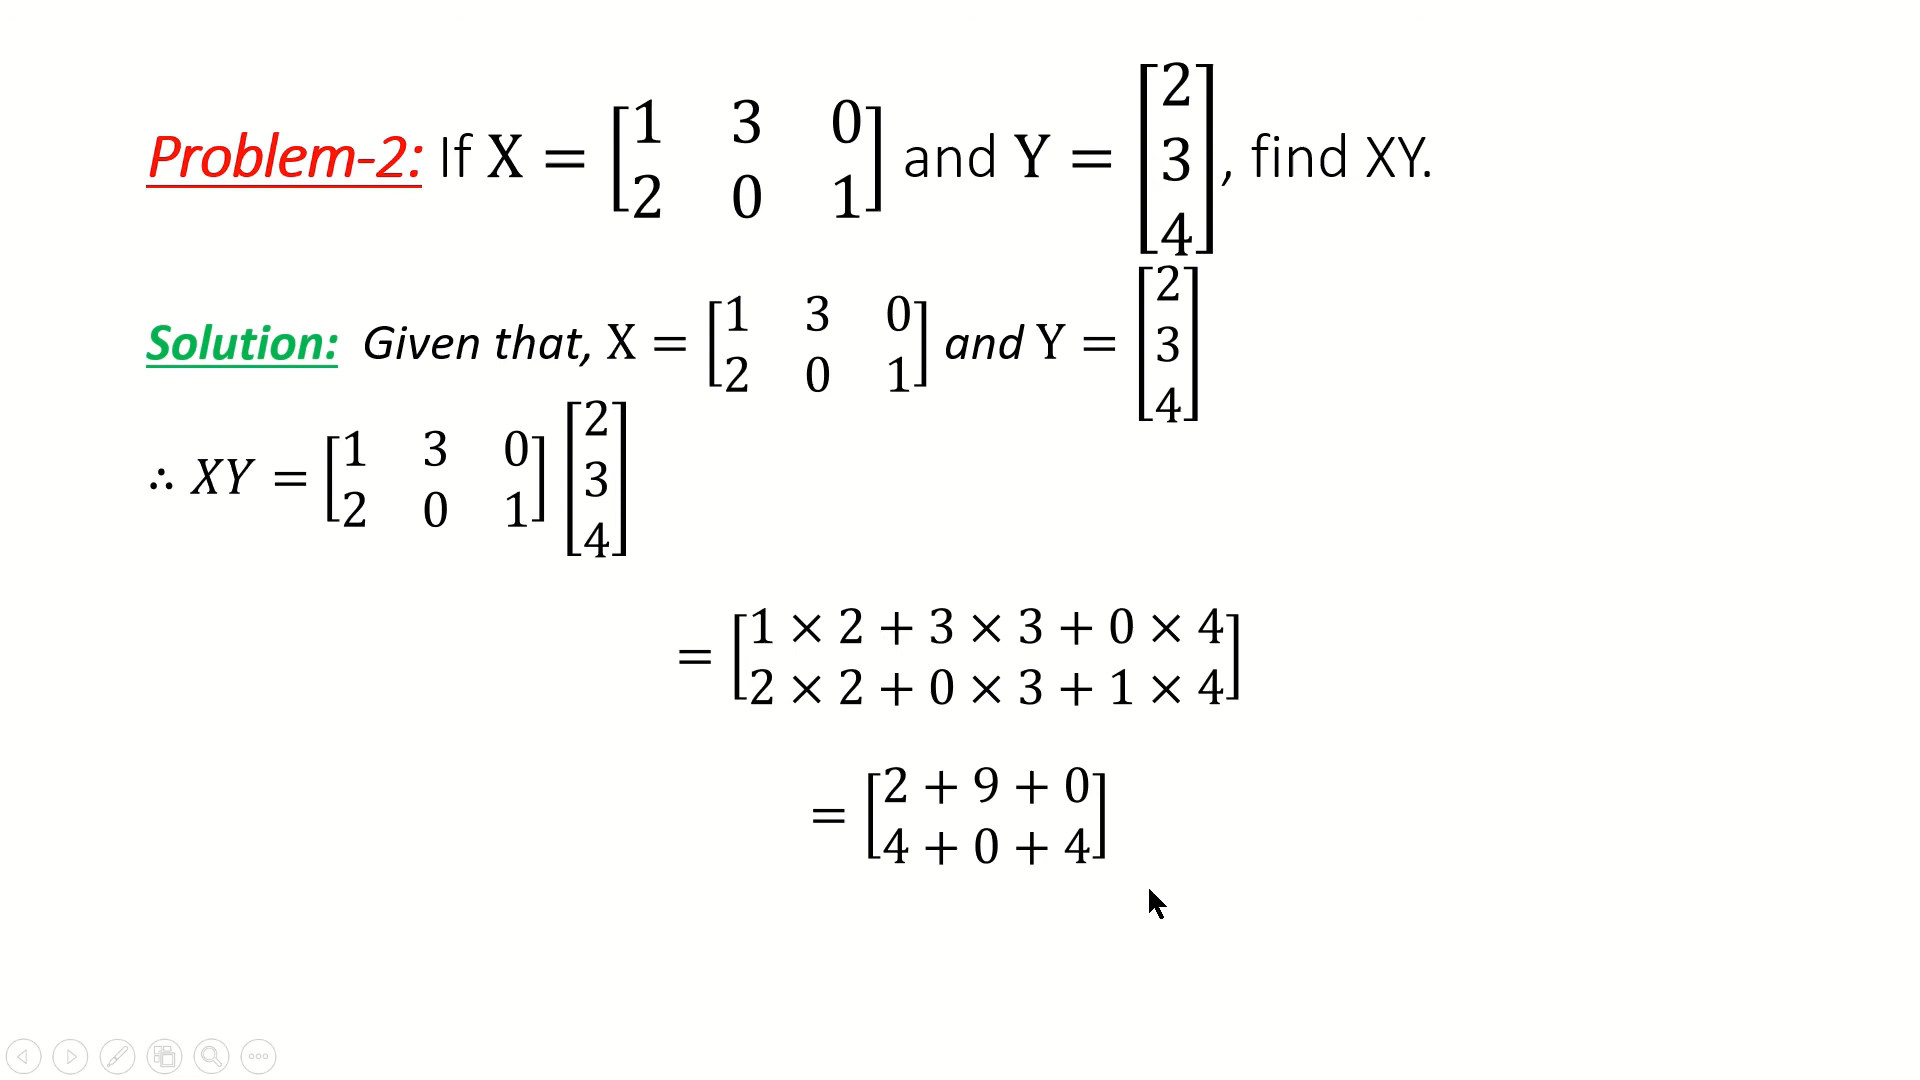 Problem-2: If X = [1 3 0; 2 0 1] and Y = [2; 3; 4], find XY.
Solution: Given that, X = [1 3 0; 2 0 1] and Y = [2; 3; 4]
∴ XY = [1 3 0; 2 0 1] [2; 3; 4]
= [1 × 2 + 3 × 3 + 0 × 4; 2 × 2 + 0 × 3 + 1 × 4]
= [2 + 9 + 0; 4 + 0 + 4]